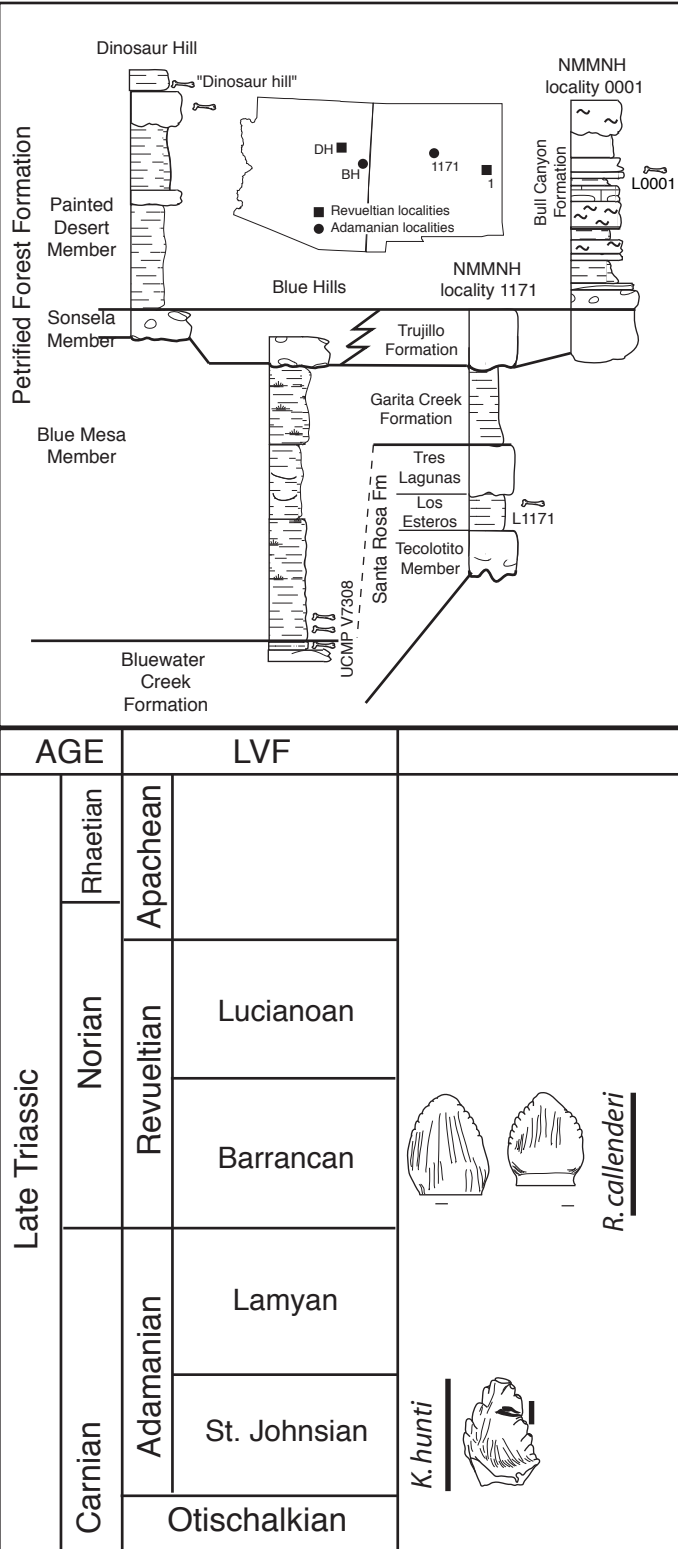 Dinosaur Hill
"Dinosaur hill"
NMMNH
locality 0001
Petrified Forest Formation
Painted
Desert
Member
DH
BH
1171
1
Revueltian localities
Adamanian localities
Bull Canyon
Formation
L0001
Blue Hills
NMMNH
locality 1171
Sonsela
Member
Trujillo
Formation
Garita Creek
Formation
Blue Mesa
Member
Santa Rosa Fm
Tres
Lagunas
Los
Esteros
L1171
Tecolotito
Member
UCMP V7308
Bluewater
Creek
Formation
AGE
LVF
Late Triassic
Rhaetian
Apachean
Norian
Revueltian
Lucianoan
Barrancan
R. callenderi
Carnian
Adamanian
Lamyan
St. Johnsian
K. hunti
Otischalkian